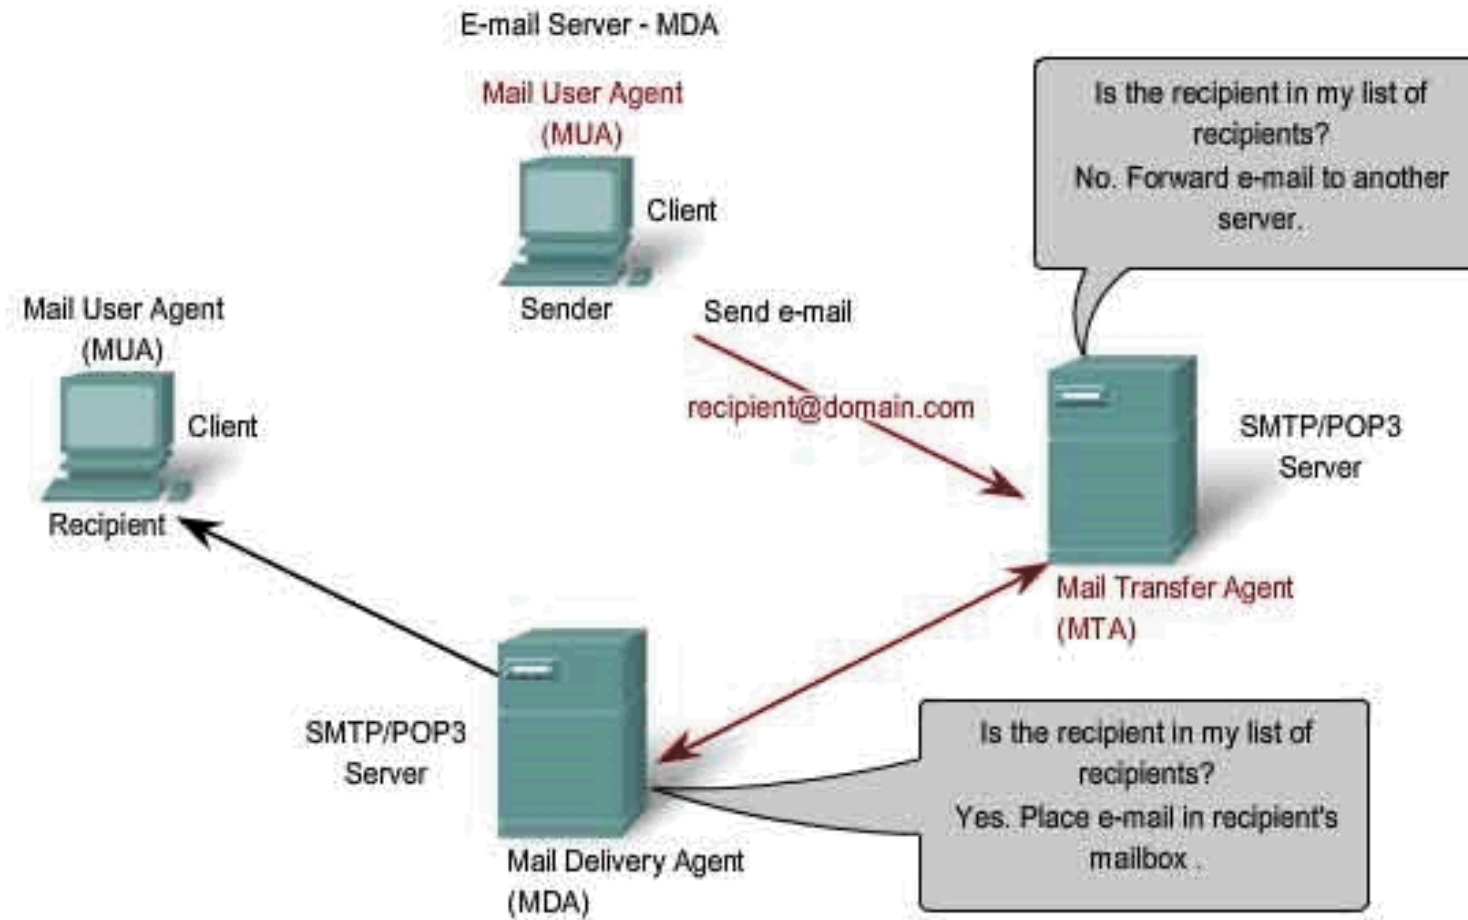 E-mail Server - MDA
Mail User Agent
(MUA)
Client
Sender
Is the recipient in my list of
recipients?
No. Forward e-mail to another
server.
Mail User Agent
(MUA)
Client
Recipient
Send e-mail
recipient@domain.com
SMTP/POP3
Server
Mail Transfer Agent
(MTA)
SMTP/POP3
Server
Mail Delivery Agent
(MDA)
Is the recipient in my list of
recipients?
Yes. Place e-mail in recipient's
mailbox .